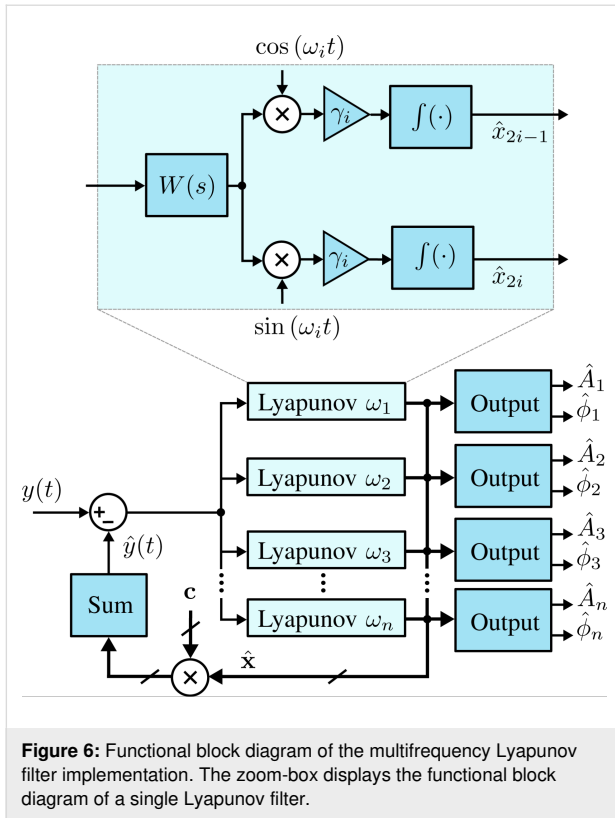 cos (ωᵢt)
γᵢ
∫(·)
x̂₂ᵢ₋₁
W(s)
γᵢ
∫(·)
x̂₂ᵢ
sin (ωᵢt)
Lyapunov ω₁
Output
Â₁
ϕ̂₁
Lyapunov ω₂
Output
Â₂
ϕ̂₂
y(t)
ŷ(t)
Lyapunov ω₃
Output
Â₃
ϕ̂₃
Sum
c
Lyapunov ωₙ
Output
Âₙ
ϕ̂ₙ
x̂
Figure 6: Functional block diagram of the multifrequency Lyapunov
filter implementation. The zoom-box displays the functional block
diagram of a single Lyapunov filter.